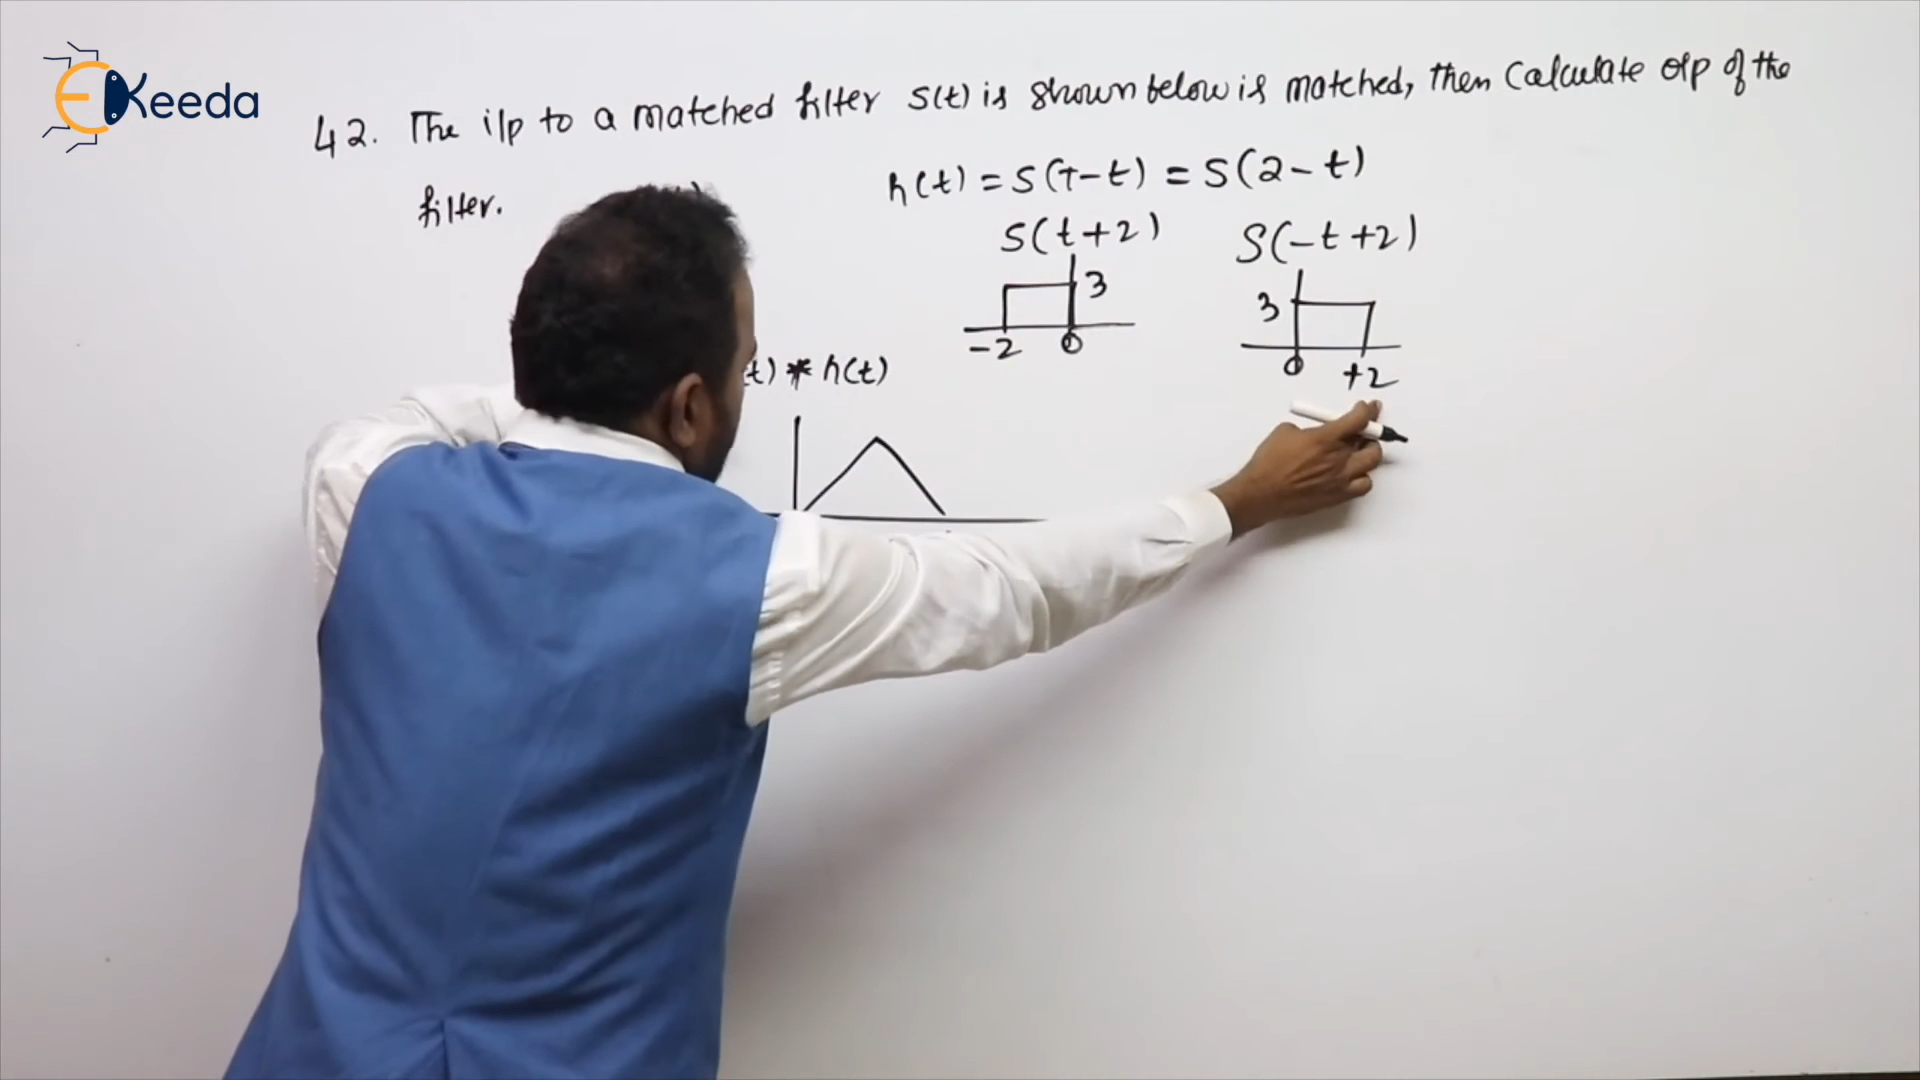 EKeeda
42. The i/p to a matched filter S(t) is shown below is matched, then Calculate o/p of the
filter.
h(t) = S(T-t) = S(2-t)
S(t+2) S(-t+2)
3 3
-2 0 0 +2
t) * h(t)